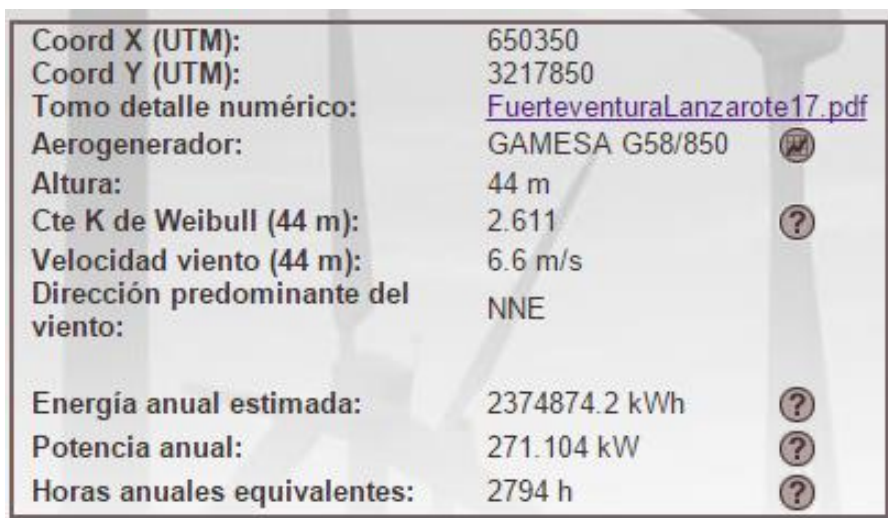 Coord X (UTM): 650350
Coord Y (UTM): 3217850
Tomo detalle numérico: FuerteventuraLanzarote17.pdf
Aerogenerador: GAMESA G58/850
Altura: 44 m
Cte K de Weibull (44 m): 2.611 ?
Velocidad viento (44 m): 6.6 m/s
Dirección predominante del
viento: NNE
Energía anual estimada: 2374874.2 kWh ?
Potencia anual: 271.104 kW ?
Horas anuales equivalentes: 2794 h ?